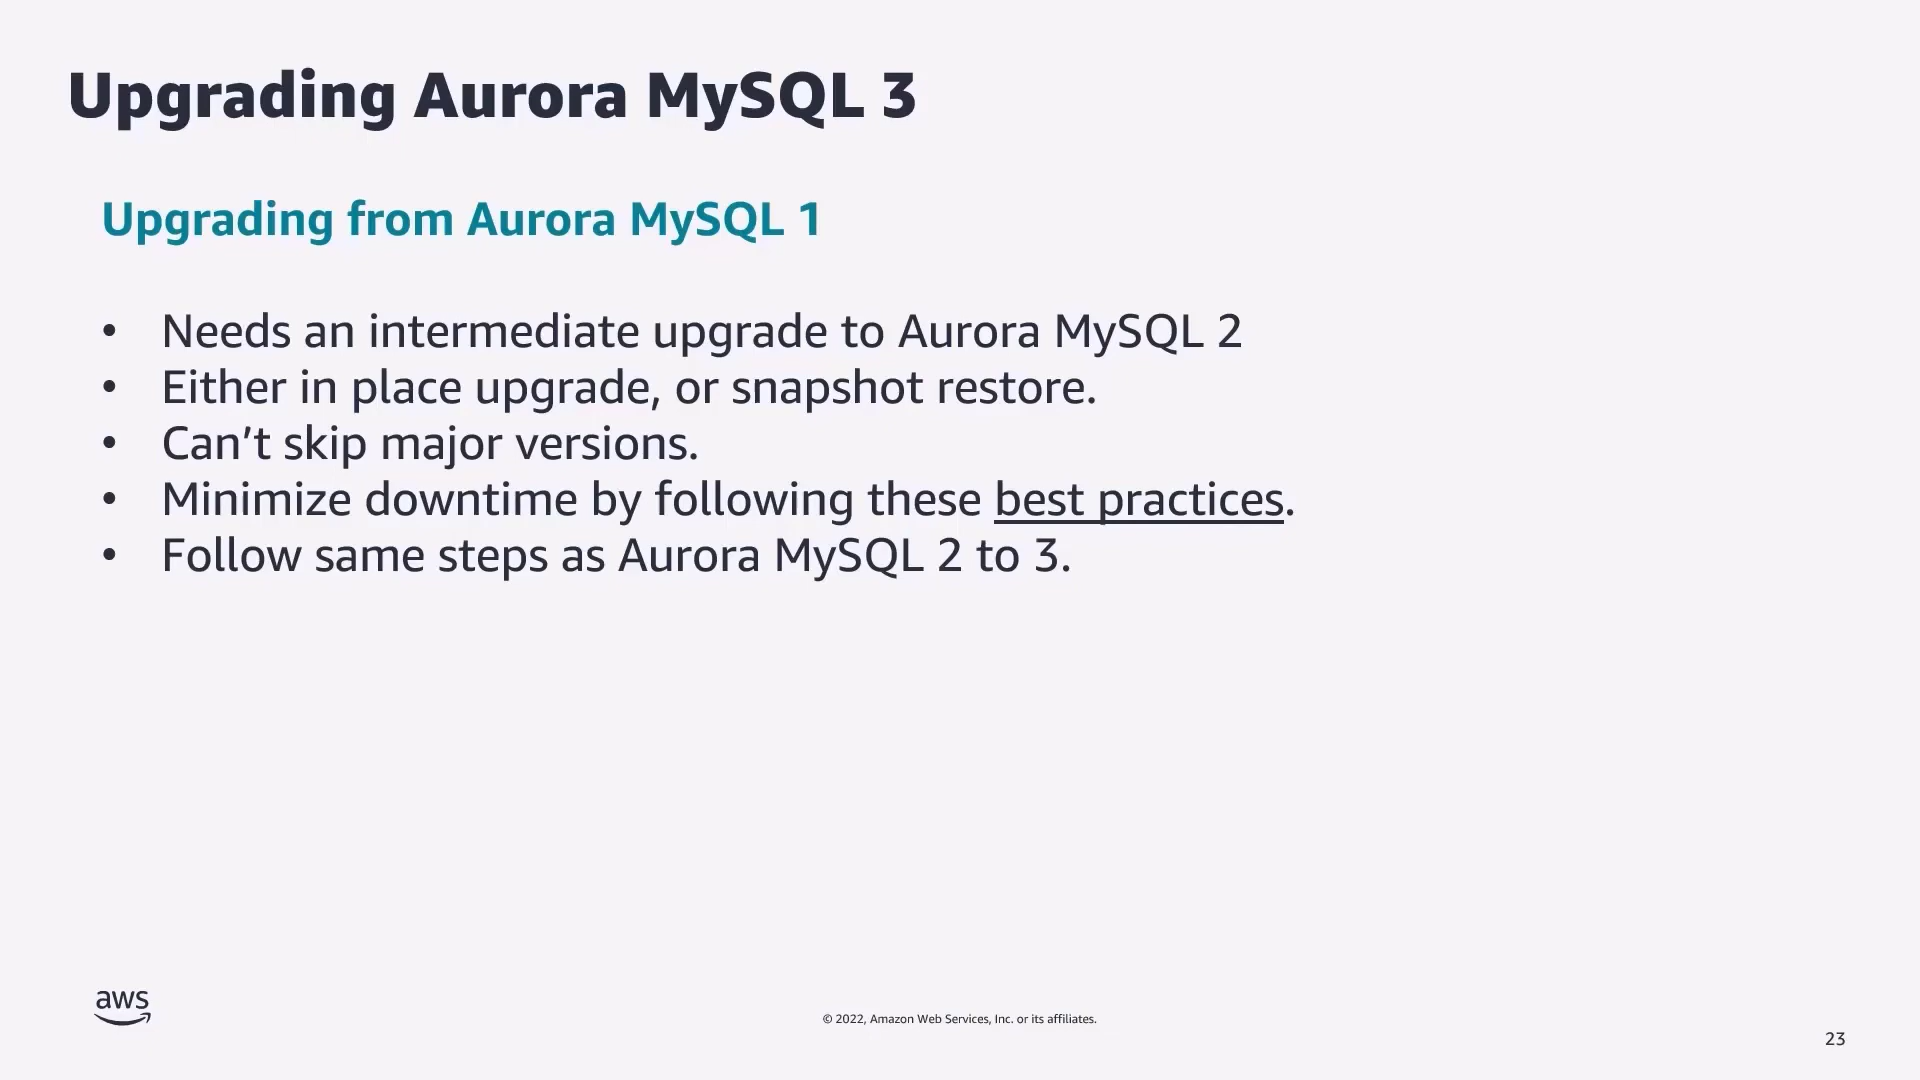 Upgrading Aurora MySQL 3
Upgrading from Aurora MySQL 1
• Needs an intermediate upgrade to Aurora MySQL 2
• Either in place upgrade, or snapshot restore.
• Can’t skip major versions.
• Minimize downtime by following these best practices.
• Follow same steps as Aurora MySQL 2 to 3.
aws
© 2022, Amazon Web Services, Inc. or its affiliates.
23